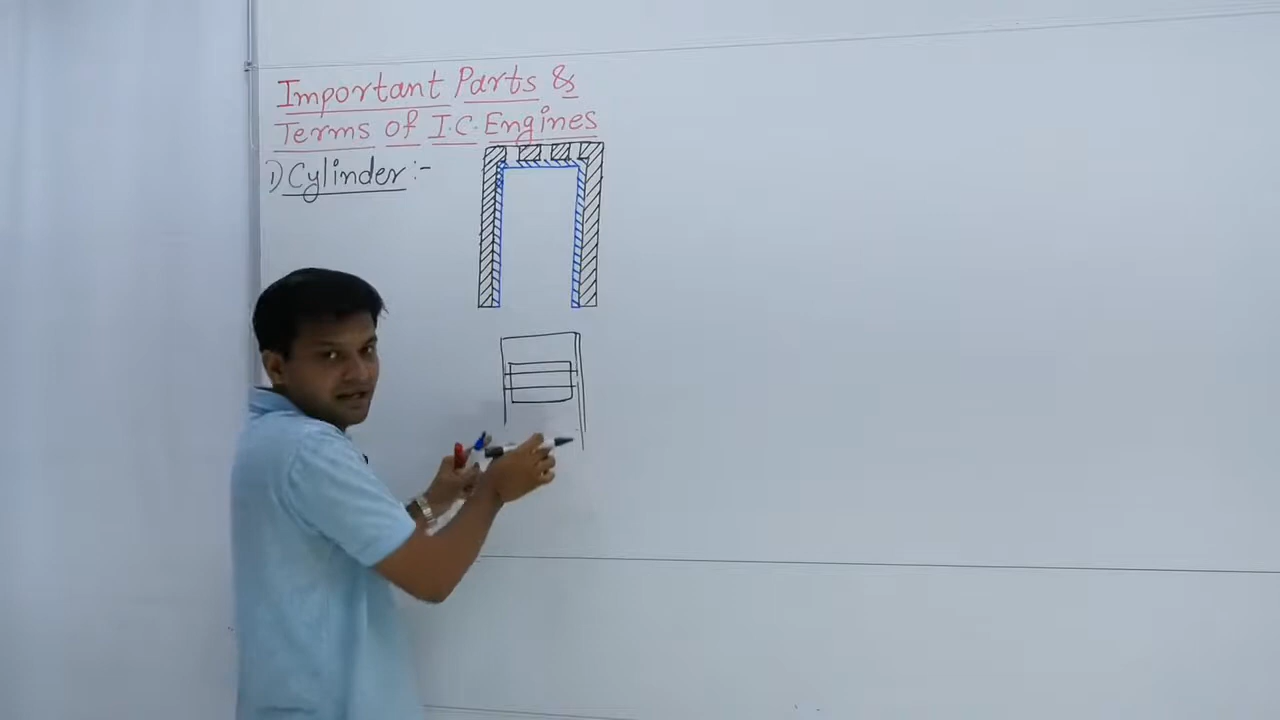 Important Parts &
Terms of I.C. Engines
1) Cylinder :-